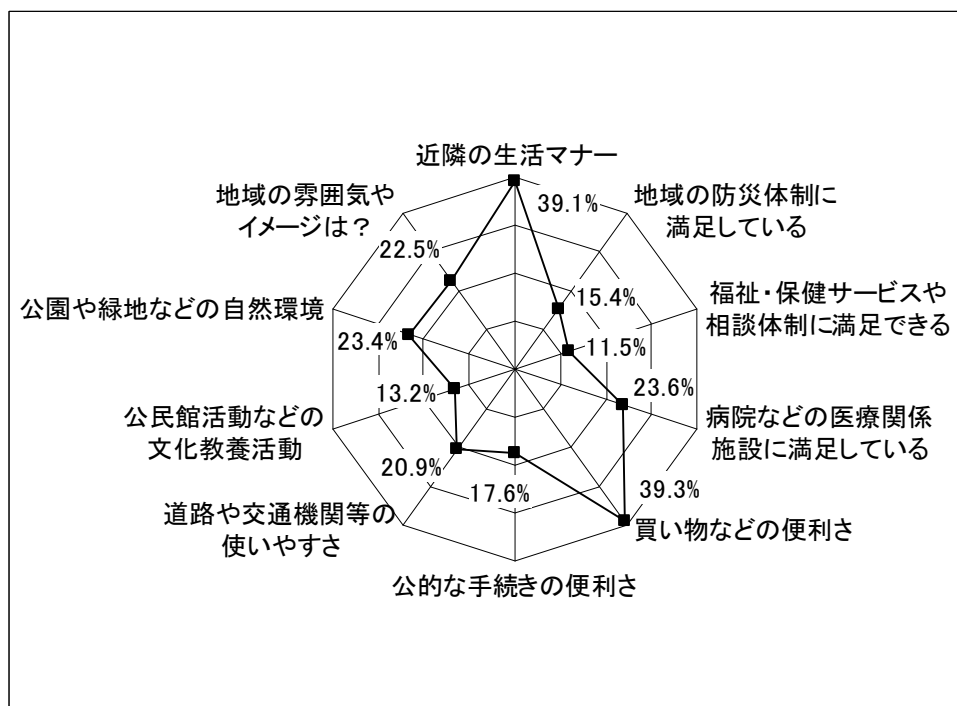 近隣の生活マナー
39.1%
地域の防災体制に
満足している
15.4%
福祉・保健サービスや
相談体制に満足できる
11.5%
病院などの医療関係
施設に満足している
23.6%
買い物などの便利さ
39.3%
公的な手続きの便利さ
17.6%
道路や交通機関等の
使いやすさ
20.9%
公民館活動などの
文化教養活動
13.2%
公園や緑地などの自然環境
23.4%
地域の雰囲気や
イメージは？
22.5%